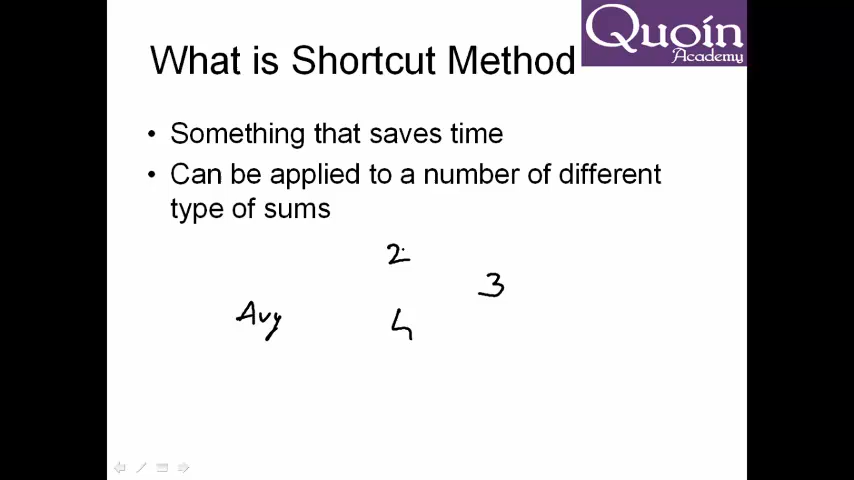 What is Shortcut Method
Quoin
Academy
• Something that saves time
• Can be applied to a number of different
type of sums
2
3
Avg
4